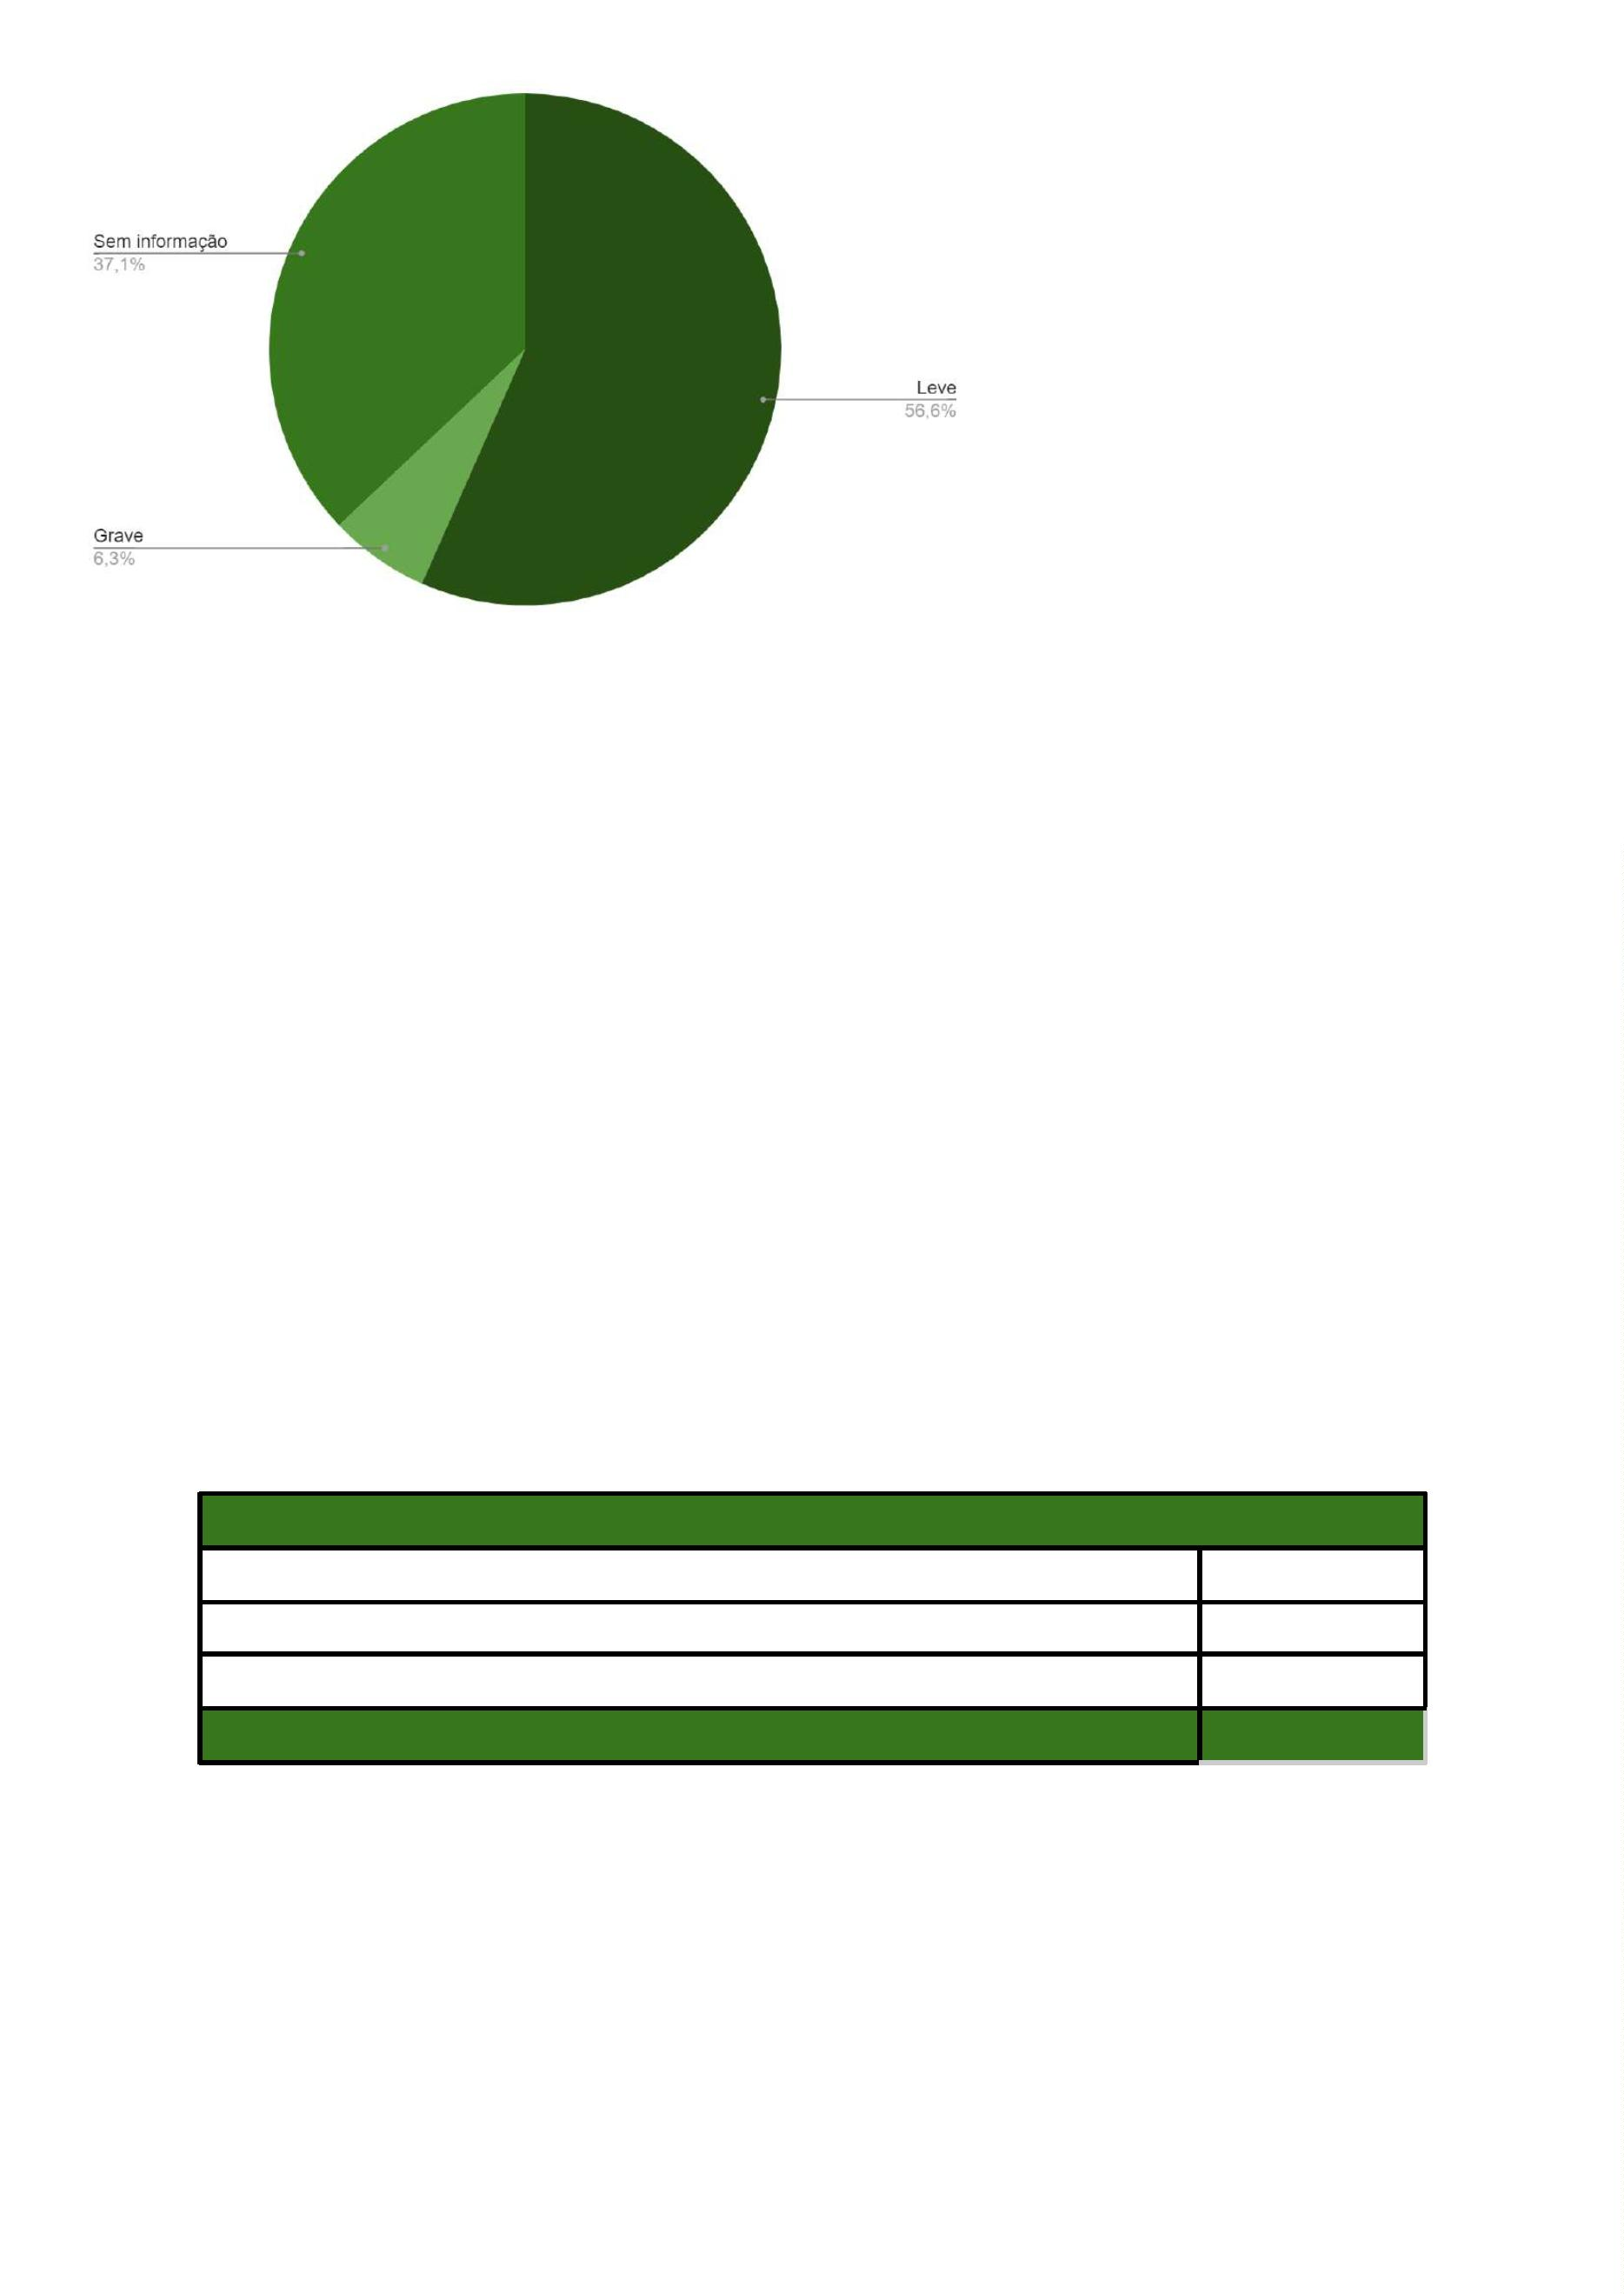 Sem informação
37,1%
Leve
56,6%
Grave
6,3%